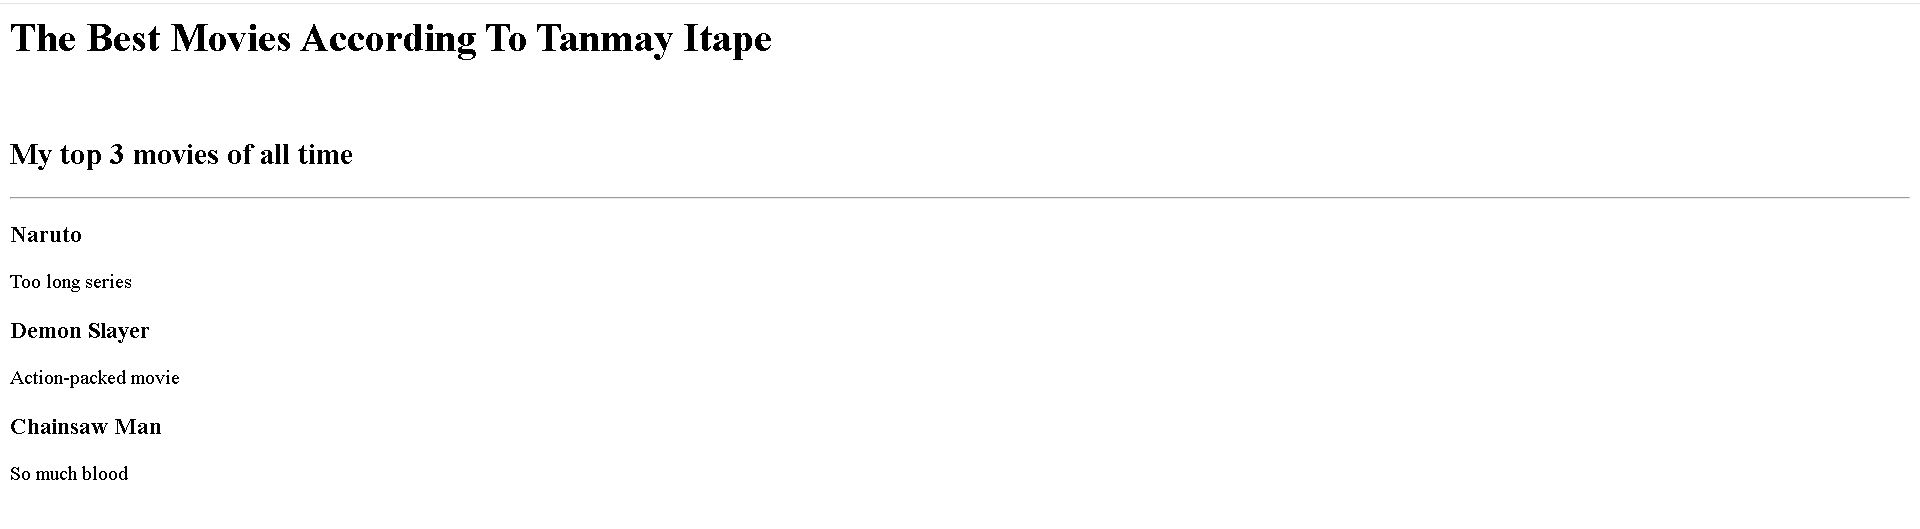 The Best Movies According To Tanmay Itape
My top 3 movies of all time
Naruto
Too long series
Demon Slayer
Action-packed movie
Chainsaw Man
So much blood